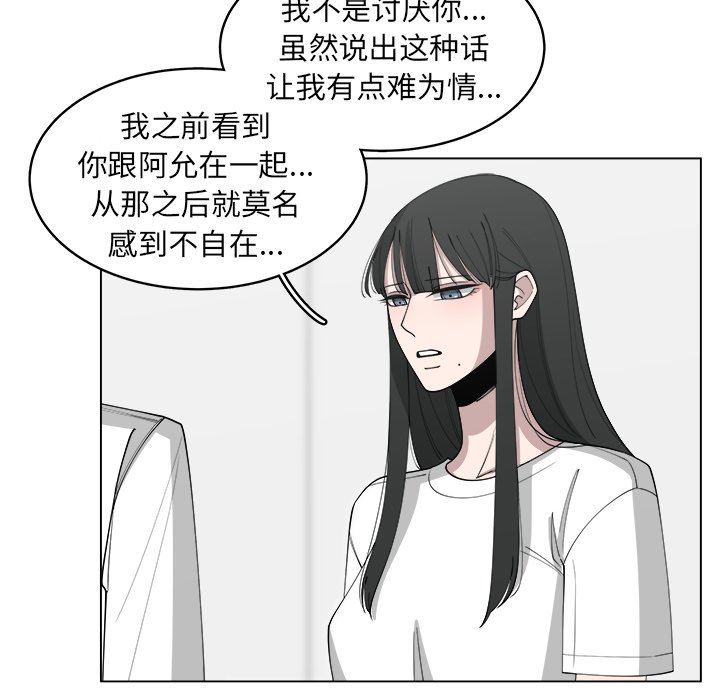 我不是讨厌你...
虽然说出这种话
让我有点难为情...
我之前看到
你跟阿允在一起...
从那之后就莫名
感到不自在...